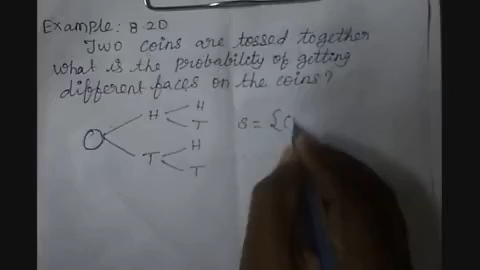 Example: 8.20
Two coins are tossed together
what is the probability of getting
different faces on the coins?
H
H
T
S = {(
T
H
T